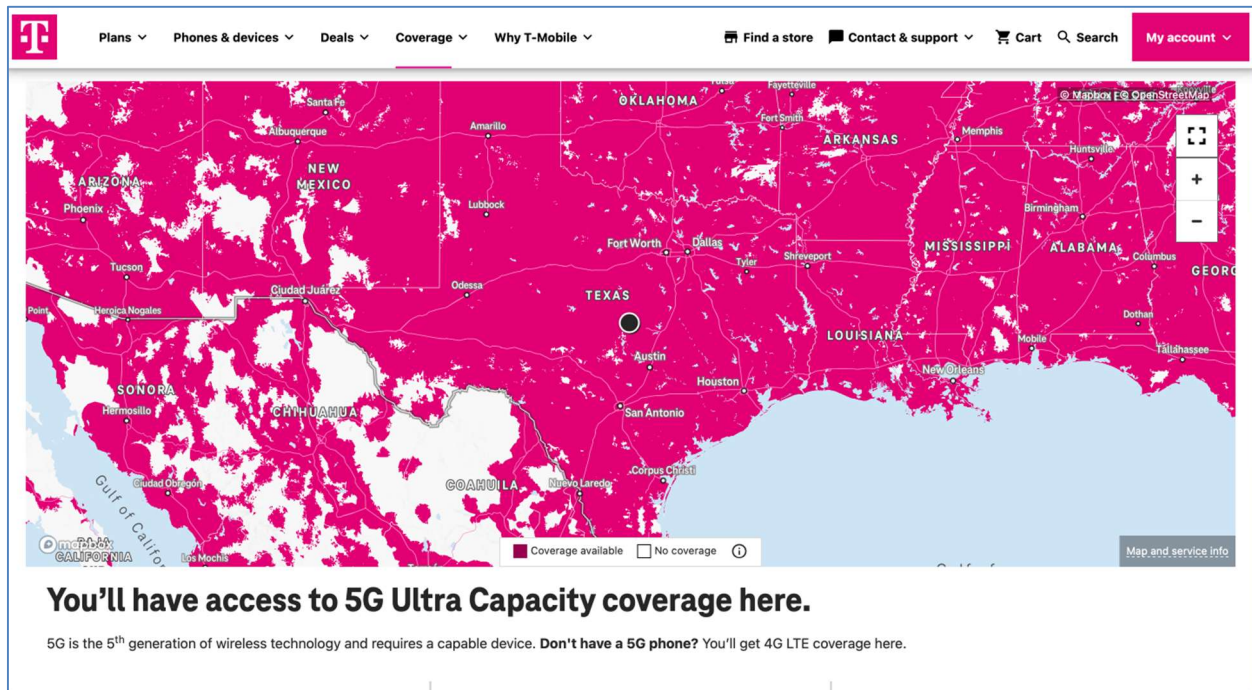 T
Plans
Phones & devices
Deals
Coverage
Why T-Mobile
Find a store
Contact & support
Cart
Search
My account
© Mapbox
© OpenStreetMap
OKLAHOMA
Fayetteville
Santa Fe
Fort Smith
Albuquerque
Amarillo
ARKANSAS
Memphis
Huntsville
NEW
MEXICO
ARIZONA
Phoenix
Lubbock
Birmingham
Fort Worth
Dallas
MISSISSIPPI
ALABAMA
Tyler
Shreveport
Columbus
Tucson
GEORG
Odessa
Ciudad Juárez
TEXAS
Point
Heroica Nogales
Dothan
LOUISIANA
Mobile
Tallahassee
Austin
New Orleans
Houston
SONORA
Hermosillo
CHIHUAHUA
San Antonio
Corpus Christi
Ciudad Obregón
COAHUILA
Nuevo Laredo
Gulf of Califor
mapbox
CALIFORNIA
Los Mochis
Coverage available
No coverage
Map and service info
You'll have access to 5G Ultra Capacity coverage here.
5G is the 5th generation of wireless technology and requires a capable device. Don't have a 5G phone? You'll get 4G LTE coverage here.